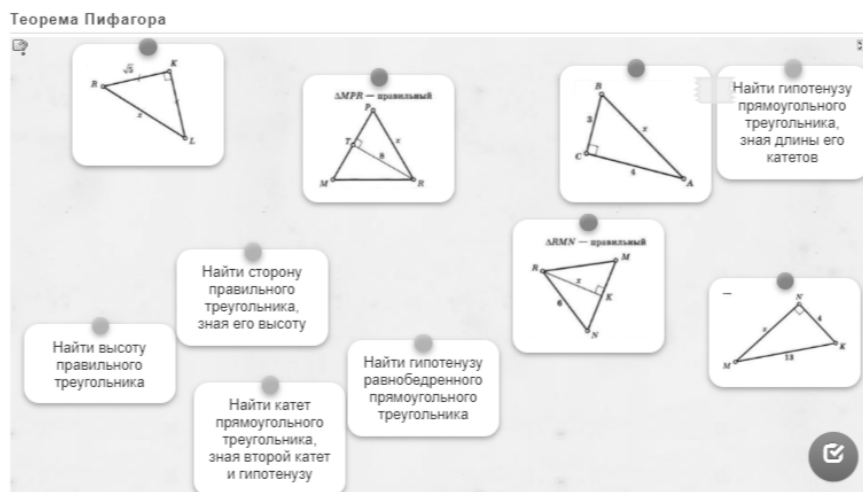 Теорема Пифагора
√5
K
R
x
L
ΔMPR — правильный
P
T
x
8
M
R
B
3
x
C
4
A
Найти гипотенузу
прямоугольного
треугольника,
зная длины его
катетов
ΔRMN — правильный
M
R
x
K
6
N
N
x
4
K
M
13
Найти сторону
правильного
треугольника,
зная его высоту
Найти высоту
правильного
треугольника
Найти гипотенузу
равнобедренного
прямоугольного
треугольника
Найти катет
прямоугольного
треугольника,
зная второй катет
и гипотенузу